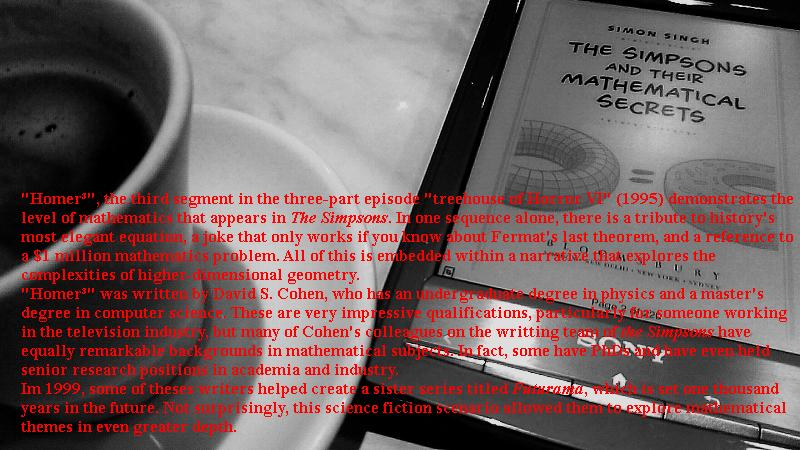 SIMON SINGH
THE SIMPSONS
AND THEIR
MATHEMATICAL
SECRETS
"Homer³", the third segment in the three-part episode "treehouse of Horror VI" (1995) demonstrates the
level of mathematics that appears in The Simpsons. In one sequence alone, there is a tribute to history's
most elegant equation, a joke that only works if you know about Fermat's last theorem, and a reference to
a $1 million mathematics problem. All of this is embedded within a narrative that explores the
complexities of higher-dimensional geometry.
"Homer³" was written by David S. Cohen, who has an undergraduate degree in physics and a master's
degree in computer science. These are very impressive qualifications, particularly for someone working
in the television industry, but many of Cohen's colleagues on the writting team of the Simpsons have
equally remarkable backgrounds in mathematical subjects. In fact, some have PhDs and have even held
senior research positions in academia and industry.
Im 1999, some of thesex writers helped create a sister series titled Futurama, which is set one thousand
years in the future. Not surprisingly, this science fiction scenario allowed them to explore mathematical
themes in even greater depth.
BLOOMSBURY
NEW DELHI • NEW YORK • SYDNEY
Page
SONY